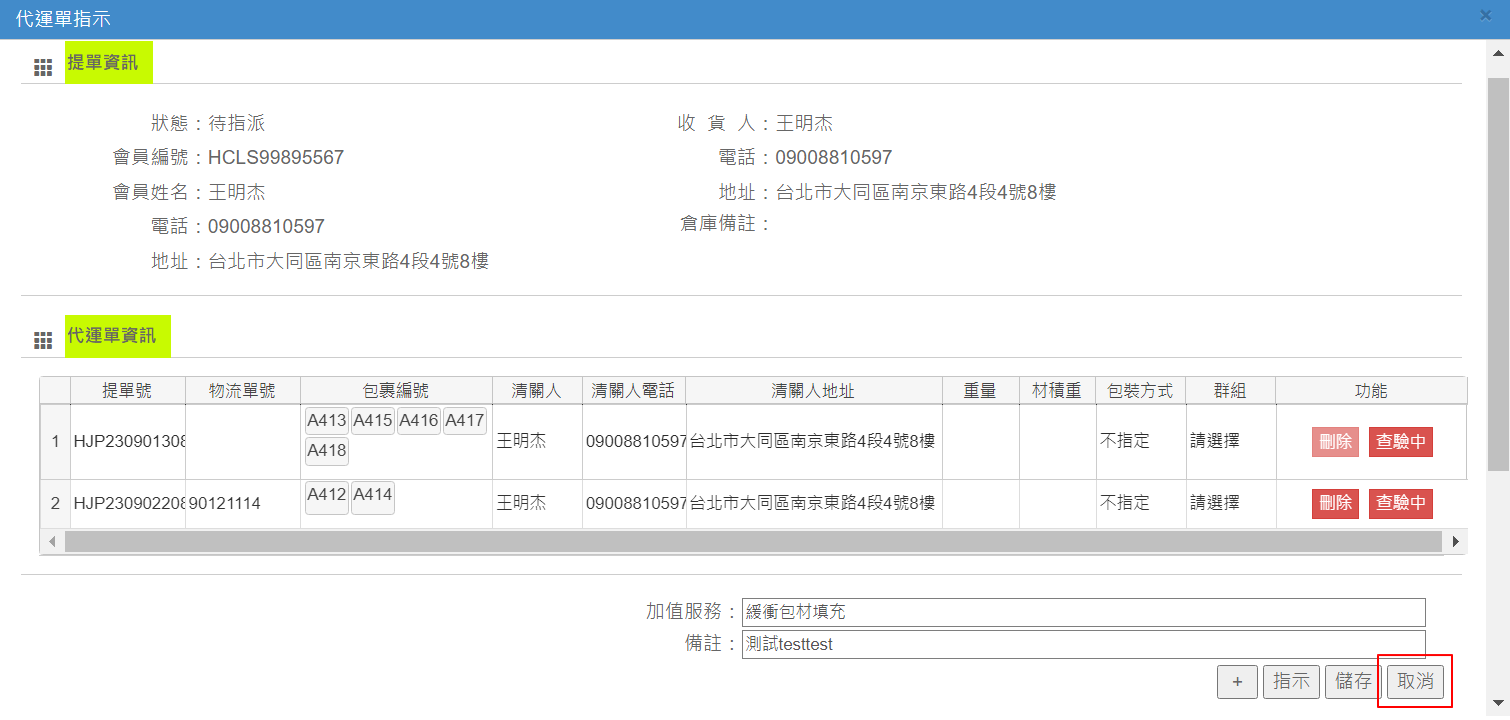 代運單指示 ×
提單資訊
狀態：待指派
收 貨 人：王明杰
會員編號：HCLS99895567
電話：09008810597
會員姓名：王明杰
地址：台北市大同區南京東路4段4號8樓
電話：09008810597
倉庫備註：
地址：台北市大同區南京東路4段4號8樓
代運單資訊
提單號 物流單號 包裹編號 清關人 清關人電話 清關人地址 重量 材積重 包裝方式 群組 功能
1 HJP230901308 A413 A415 A416 A417 王明杰 09008810597 台北市大同區南京東路4段4號8樓 不指定 請選擇 刪除 查驗中
A418
2 HJP230902208 90121114 A412 A414 王明杰 09008810597 台北市大同區南京東路4段4號8樓 不指定 請選擇 刪除 查驗中
加值服務：緩衝包材填充
備註：測試testtest
+ 指示 儲存 取消